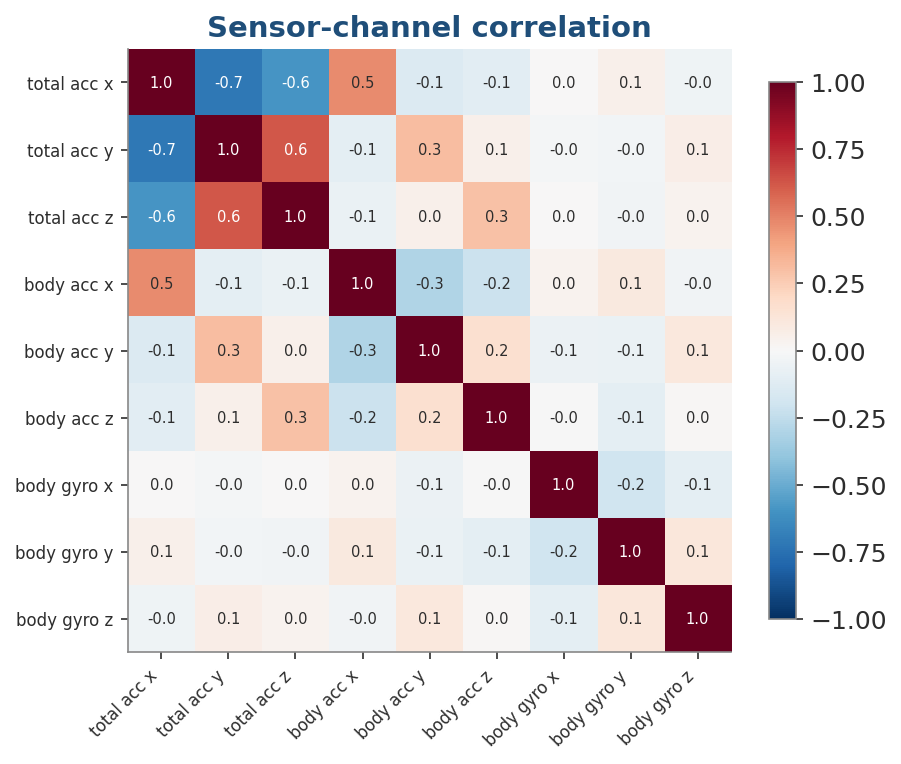 Sensor-channel correlation
total acc x 1.0 -0.7 -0.6 0.5 -0.1 -0.1 0.0 0.1 -0.0
total acc y -0.7 1.0 0.6 -0.1 0.3 0.1 -0.0 -0.0 0.1
total acc z -0.6 0.6 1.0 -0.1 0.0 0.3 0.0 -0.0 0.0
body acc x 0.5 -0.1 -0.1 1.0 -0.3 -0.2 0.0 0.1 -0.0
body acc y -0.1 0.3 0.0 -0.3 1.0 0.2 -0.1 -0.1 0.1
body acc z -0.1 0.1 0.3 -0.2 0.2 1.0 -0.0 -0.1 0.0
body gyro x 0.0 -0.0 0.0 0.0 -0.1 -0.0 1.0 -0.2 -0.1
body gyro y 0.1 -0.0 -0.0 0.1 -0.1 -0.1 -0.2 1.0 0.1
body gyro z -0.0 0.1 0.0 -0.0 0.1 0.0 -0.1 0.1 1.0
total acc x
total acc y
total acc z
body acc x
body acc y
body acc z
body gyro x
body gyro y
body gyro z
1.00
0.75
0.50
0.25
0.00
−0.25
−0.50
−0.75
−1.00